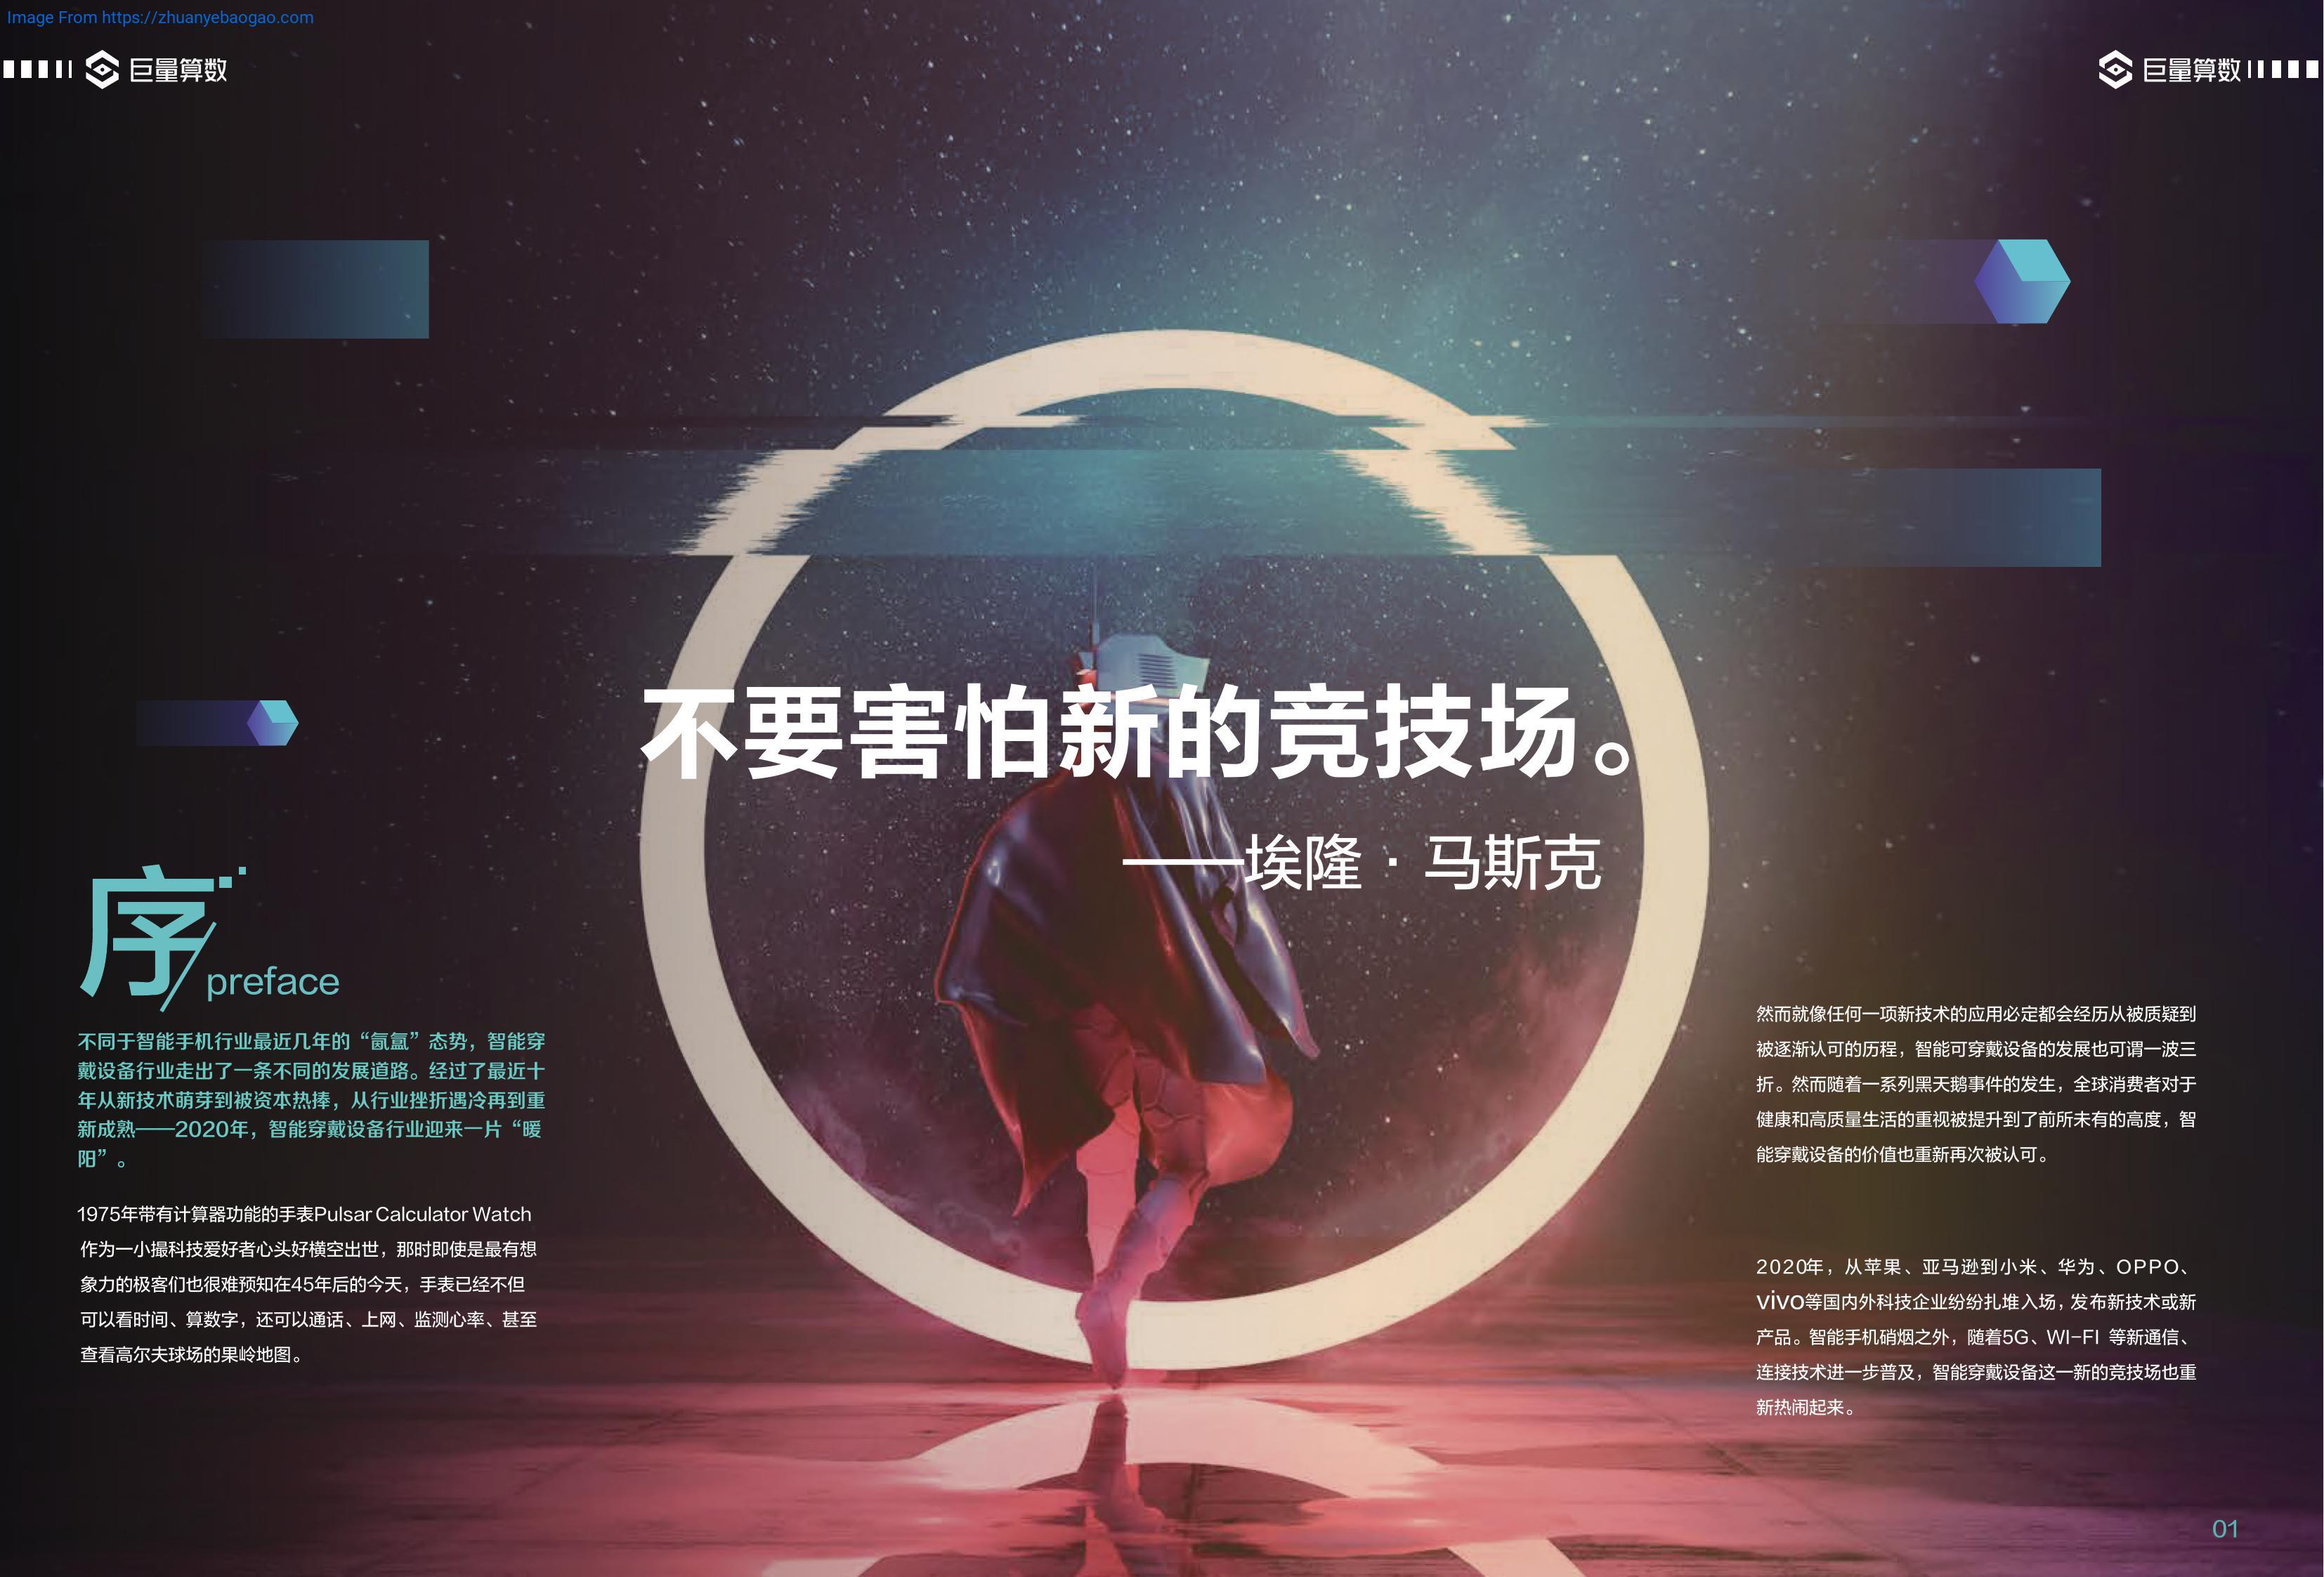 Image From https://zhuanyebaogao.com
巨量算数
巨量算数
不要害怕新的竞技场。
——埃隆·马斯克
序
preface
不同于智能手机行业最近几年的“氤氲”态势，智能穿
戴设备行业走出了一条不同的发展道路。经过了最近十
年从新技术萌芽到被资本热捧，从行业挫折遇冷再到重
新成熟——2020年，智能穿戴设备行业迎来一片“暖
阳”。
1975年带有计算器功能的手表Pulsar Calculator Watch
作为一小撮科技爱好者心头好横空出世，那时即使是最有想
象力的极客们也很难预知在45年后的今天，手表已经不但
可以看时间、算数字，还可以通话、上网、监测心率、甚至
查看高尔夫球场的果岭地图。
然而就像任何一项新技术的应用必定都会经历从被质疑到
被逐渐认可的历程，智能可穿戴设备的发展也可谓一波三
折。然而随着一系列黑天鹅事件的发生，全球消费者对于
健康和高质量生活的重视被提升到了前所未有的高度，智
能穿戴设备的价值也重新再次被认可。
2020年，从苹果、亚马逊到小米、华为、OPPO、
vivo等国内外科技企业纷纷扎堆入场，发布新技术或新
产品。智能手机硝烟之外，随着5G、WI-FI 等新通信、
连接技术进一步普及，智能穿戴设备这一新的竞技场也重
新热闹起来。
01